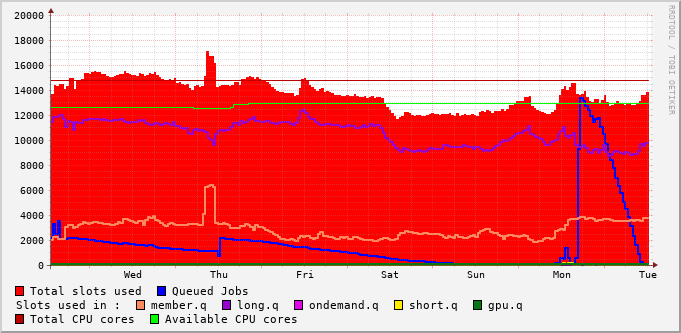 20000
18000
16000
14000
12000
10000
8000
6000
4000
2000
0
Wed Thu Fri Sat Sun Mon Tue
RRDTOOL / TOBI OETIKER
Total slots used Queued Jobs
Slots used in : member.q long.q ondemand.q short.q gpu.q
Total CPU cores Available CPU cores